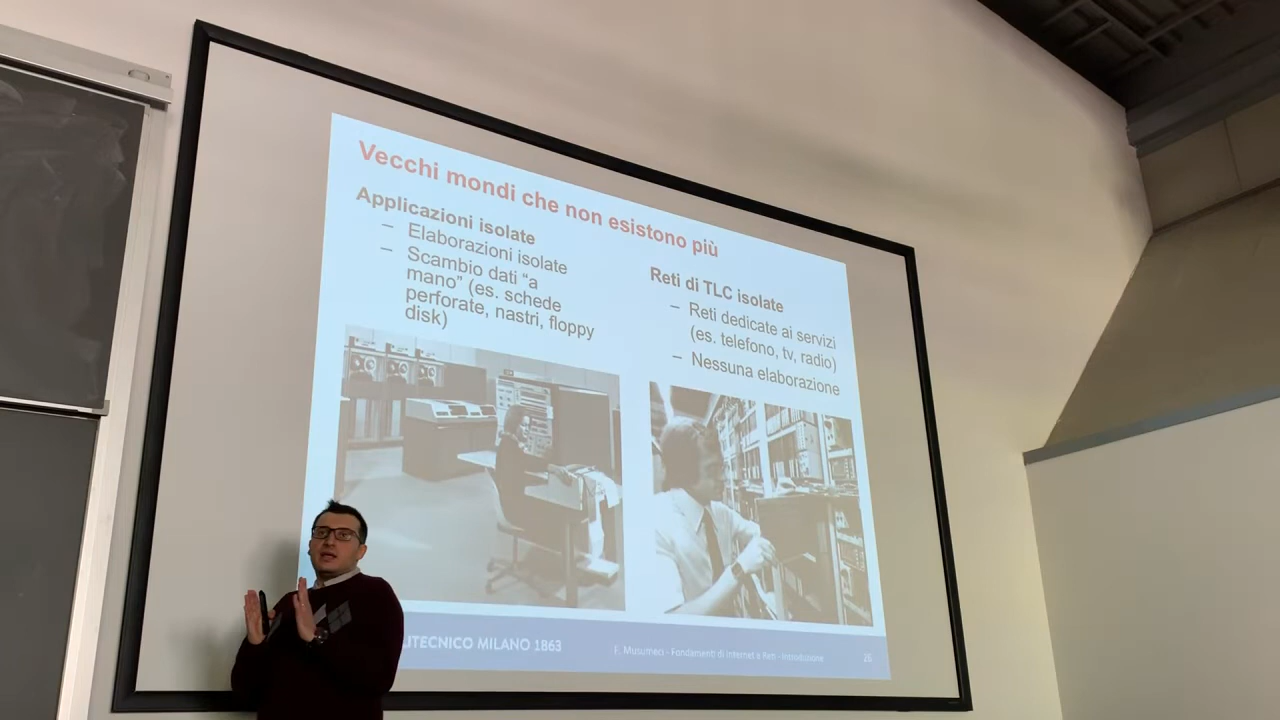 Vecchi mondi che non esistono più
Applicazioni isolate
– Elaborazioni isolate
– Scambio dati “a
mano” (es. schede
perforate, nastri, floppy
disk)
Reti di TLC isolate
– Reti dedicate ai servizi
(es. telefono, tv, radio)
– Nessuna elaborazione
LITECNICO MILANO 1863
F. Musumeci - Fondamenti di Internet e Reti - Introduzione
26